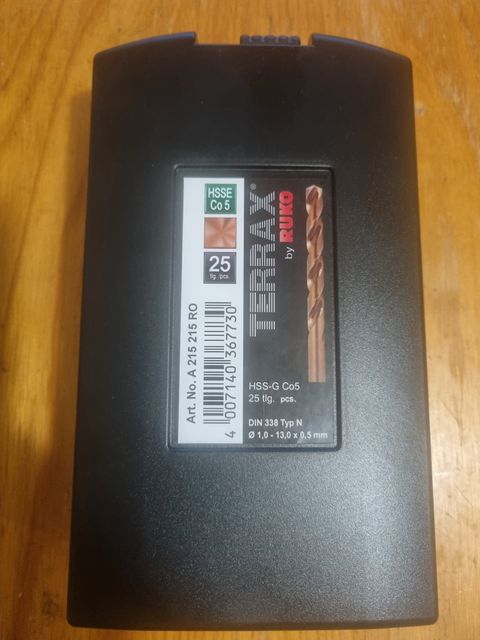 HSSE
Co 5
25
tlg./pcs.
Art. No. A 215 215 RO
4 007140 367730
TERRAX®
by RUKO
HSS-G Co5
25 tlg. pcs.
DIN 338 Typ N
Ø 1,0 - 13,0 x 0,5 mm